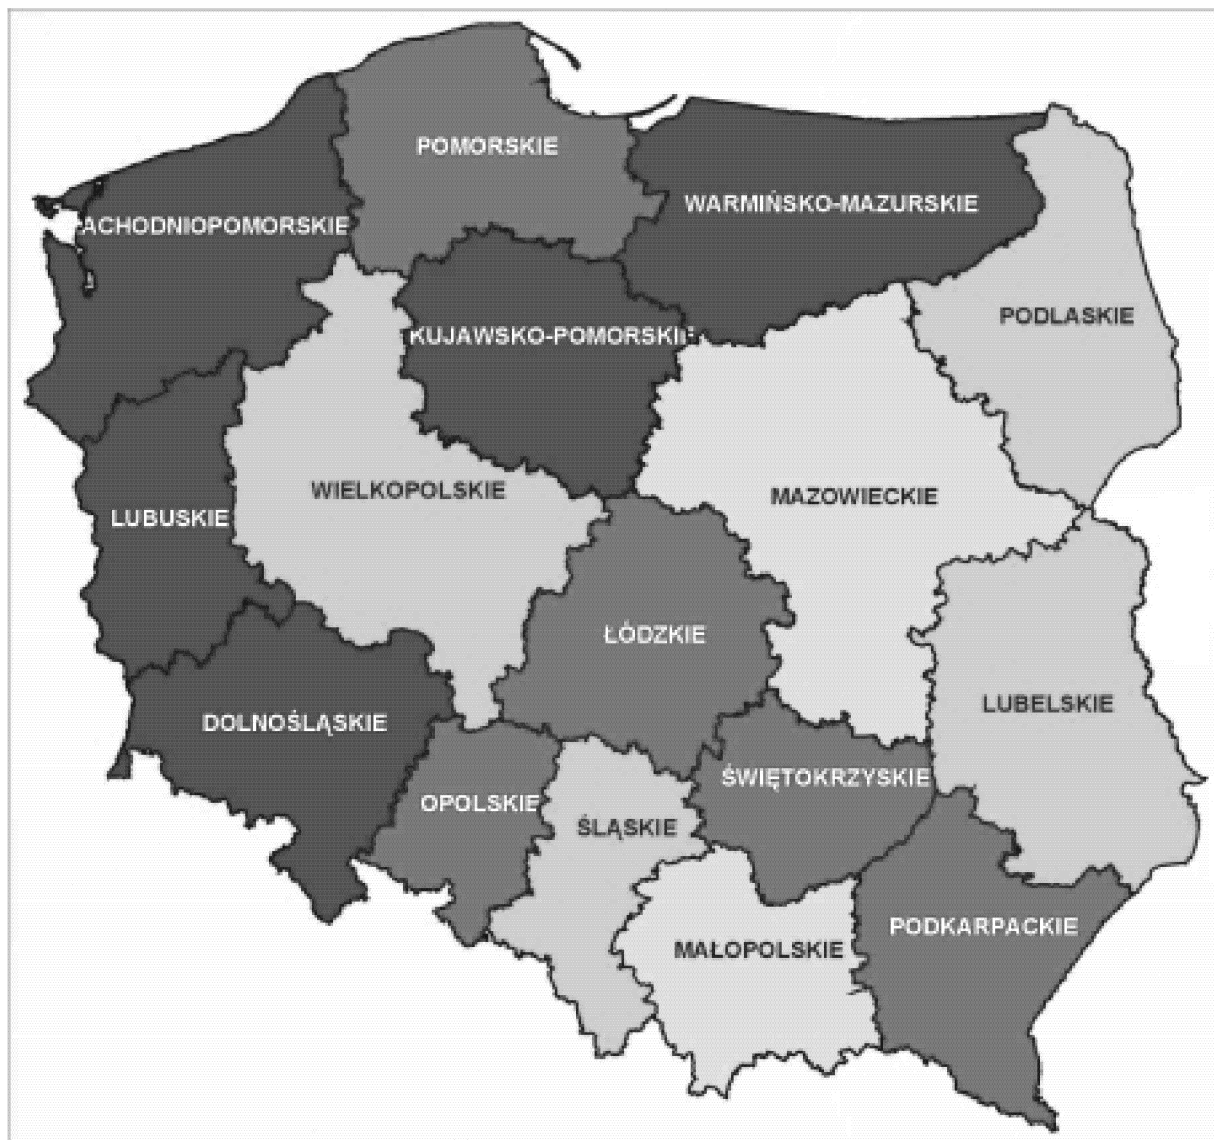 POMORSKIE
WARMIŃSKO-MAZURSKIE
ACHODNIOPOMORSKIE
PODLASKIE
KUJAWSKO-POMORSKIE
WIELKOPOLSKIE
MAZOWIECKIE
LUBUSKIE
ŁÓDZKIE
LUBELSKIE
DOLNOŚLĄSKIE
ŚWIĘTOKRZYSKIE
OPOLSKIE
ŚLĄSKIE
PODKARPACKIE
MAŁOPOLSKIE